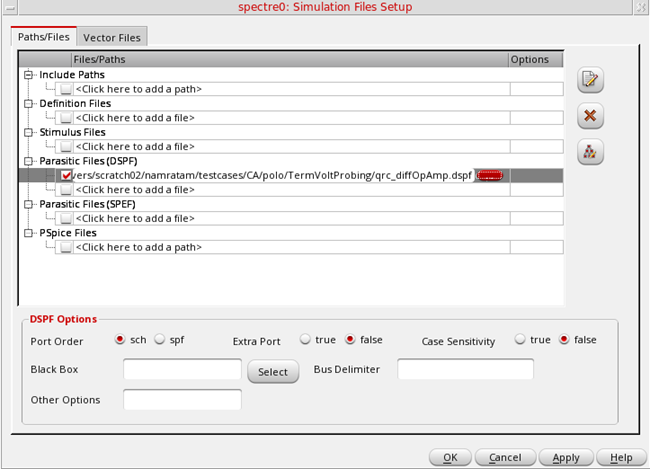 spectre0: Simulation Files Setup
Paths/Files Vector Files
Files/Paths Options
Include Paths
<Click here to add a path>
Definition Files
<Click here to add a file>
Stimulus Files
<Click here to add a file>
Parasitic Files (DSPF)
vers/scratch02/namratam/testcases/CA/polo/TermVoltProbing/qrc_diffOpAmp.dspf
<Click here to add a file>
Parasitic Files (SPEF)
<Click here to add a file>
PSpice Files
<Click here to add a path>
DSPF Options
Port Order sch spf Extra Port true false Case Sensitivity true false
Black Box Select Bus Delimiter
Other Options
OK Cancel Apply Help